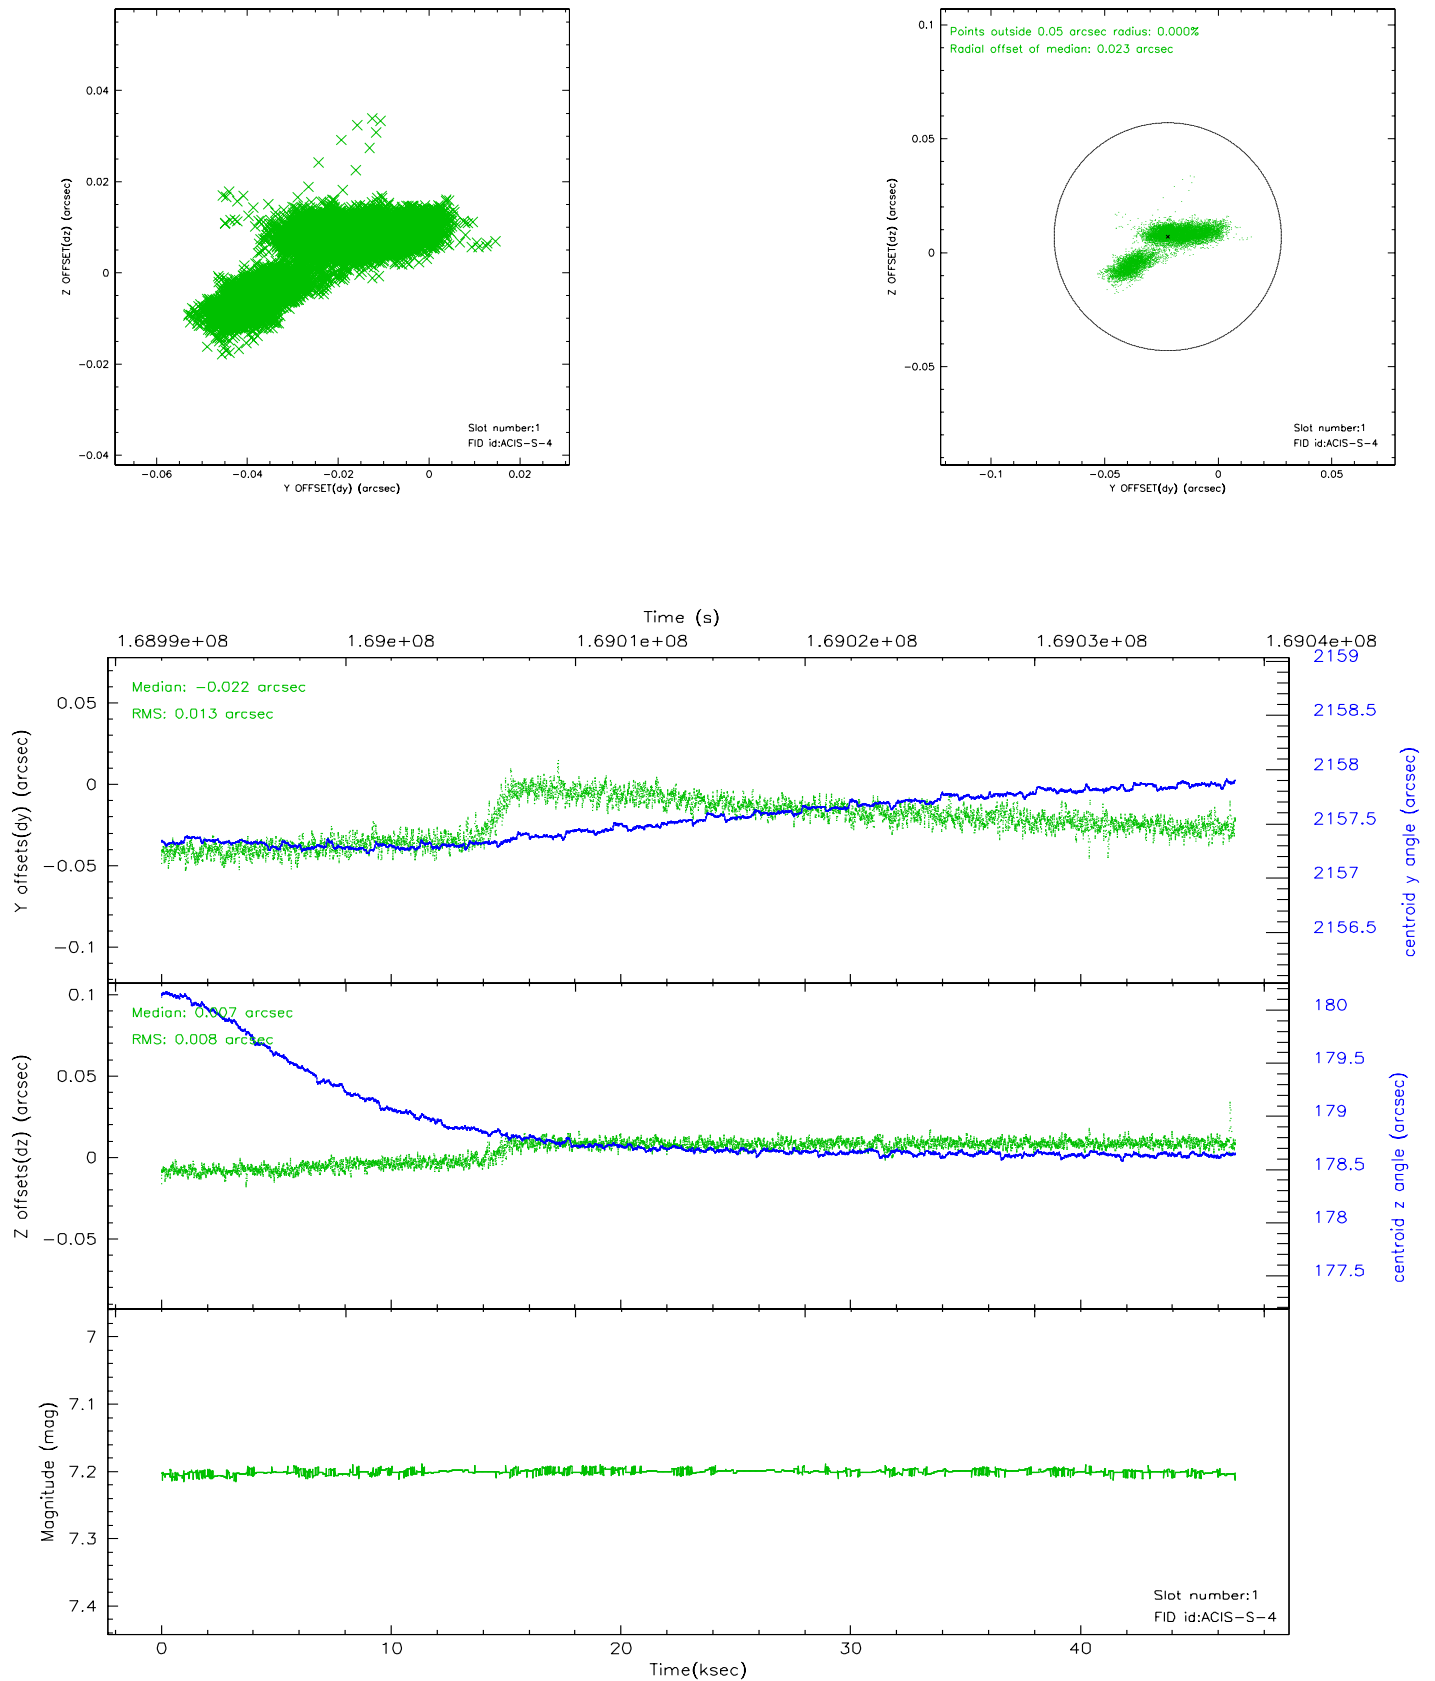 0.04
0.02
0
−0.02
−0.04
Z OFFSET(dz) (arcsec)
−0.06
−0.04
−0.02
0
0.02
Y OFFSET(dy) (arcsec)
Slot number:1
FID id:ACIS−S−4
Points outside 0.05 arcsec radius: 0.000%
Radial offset of median: 0.023 arcsec
0.1
0.05
0
−0.05
Z OFFSET(dz) (arcsec)
−0.1
−0.05
0
0.05
Y OFFSET(dy) (arcsec)
Slot number:1
FID id:ACIS−S−4
Time (s)
1.6899e+08
1.69e+08
1.6901e+08
1.6902e+08
1.6903e+08
1.6904e+08
Median: −0.022 arcsec
RMS: 0.013 arcsec
0.05
0
−0.05
−0.1
Y offsets(dy) (arcsec)
2159
2158.5
2158
2157.5
2157
2156.5
centroid y angle (arcsec)
Median: 0.007 arcsec
RMS: 0.008 arcsec
0.1
0.05
0
−0.05
Z offsets(dz) (arcsec)
180
179.5
179
178.5
178
177.5
centroid z angle (arcsec)
7
7.1
7.2
7.3
7.4
Magnitude (mag)
Slot number:1
FID id:ACIS−S−4
0
10
20
30
40
Time(ksec)